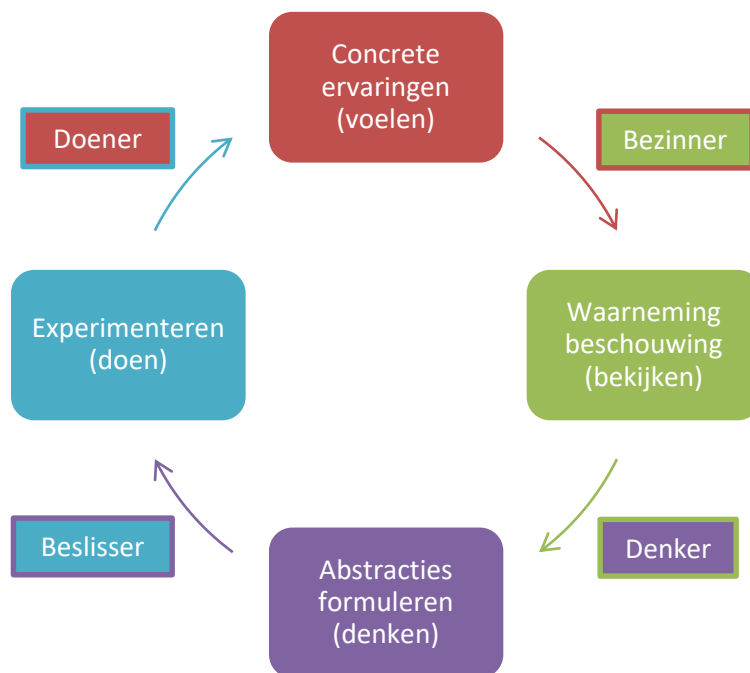 Concrete
ervaringen
(voelen)
Doener
Bezinner
Experimenteren
(doen)
Waarneming
beschouwing
(bekijken)
Beslisser
Abstracties
formuleren
(denken)
Denker